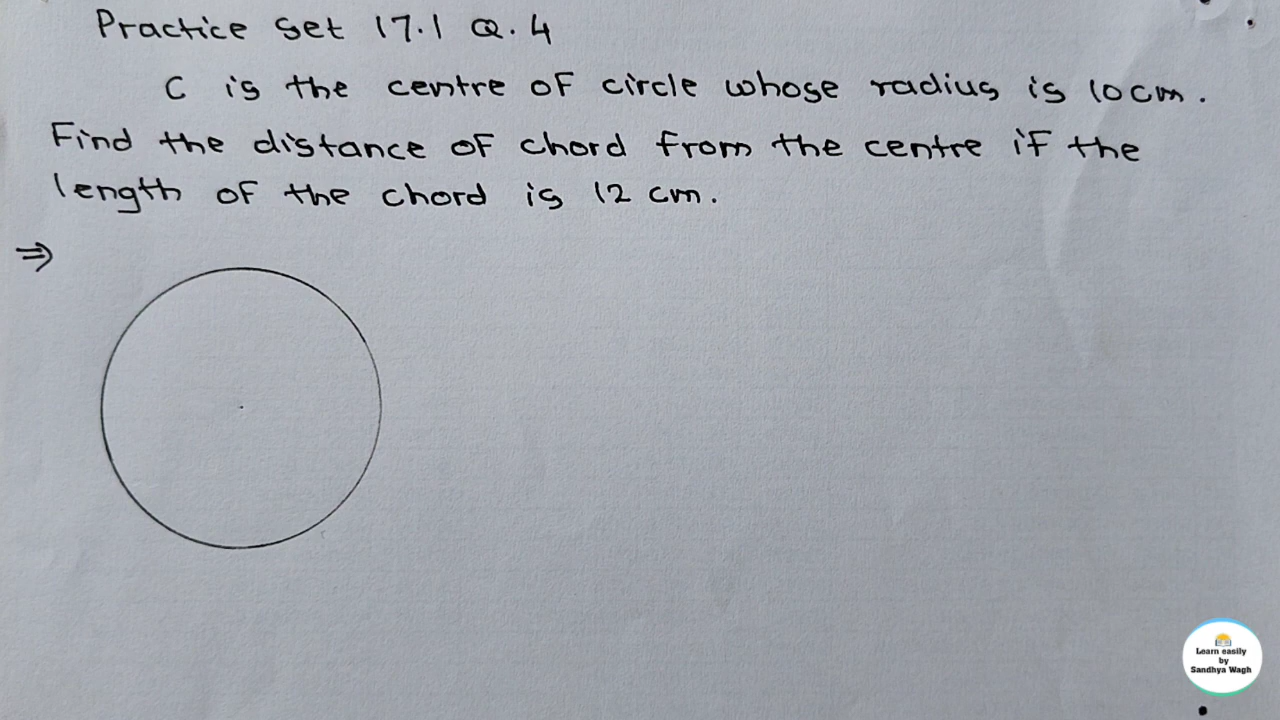 Practice set 17.1 Q.4
C is the centre of circle whose radius is 10cm.
Find the distance of chord from the centre if the
length of the chord is 12 cm.
⇒
Learn easily
by
Sandhya Wagh